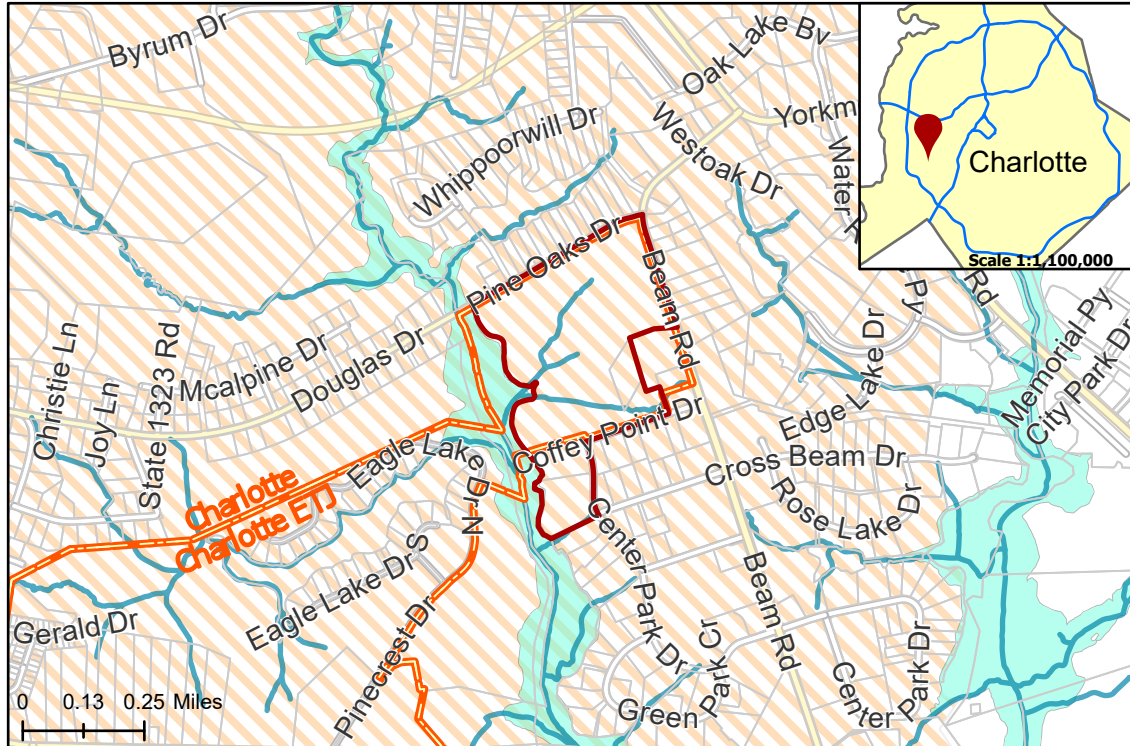 Byrum Dr
Oak Lake Bv
Yorkm
Whippoorwill Dr
Westoak Dr
Water R
Charlotte
Scale 1:1,100,000
Pine Oaks Dr
Beam Rd
Py
Rd
Memorial Py
City Park Dr
Christie Ln
Joy Ln
State 1323 Rd
Mcalpine Dr
Douglas Dr
Edge Lake Dr
Coffey Point Dr
Cross Beam Dr
Eagle Lake Dr N
Rose Lake Dr
Charlotte
Charlotte ETJ
Center Park Dr
Eagle Lake Dr S
Gerald Dr
Pinecrest Dr
Beam Rd
Green
Park Cr
Center Park Dr
0 0.13 0.25 Miles